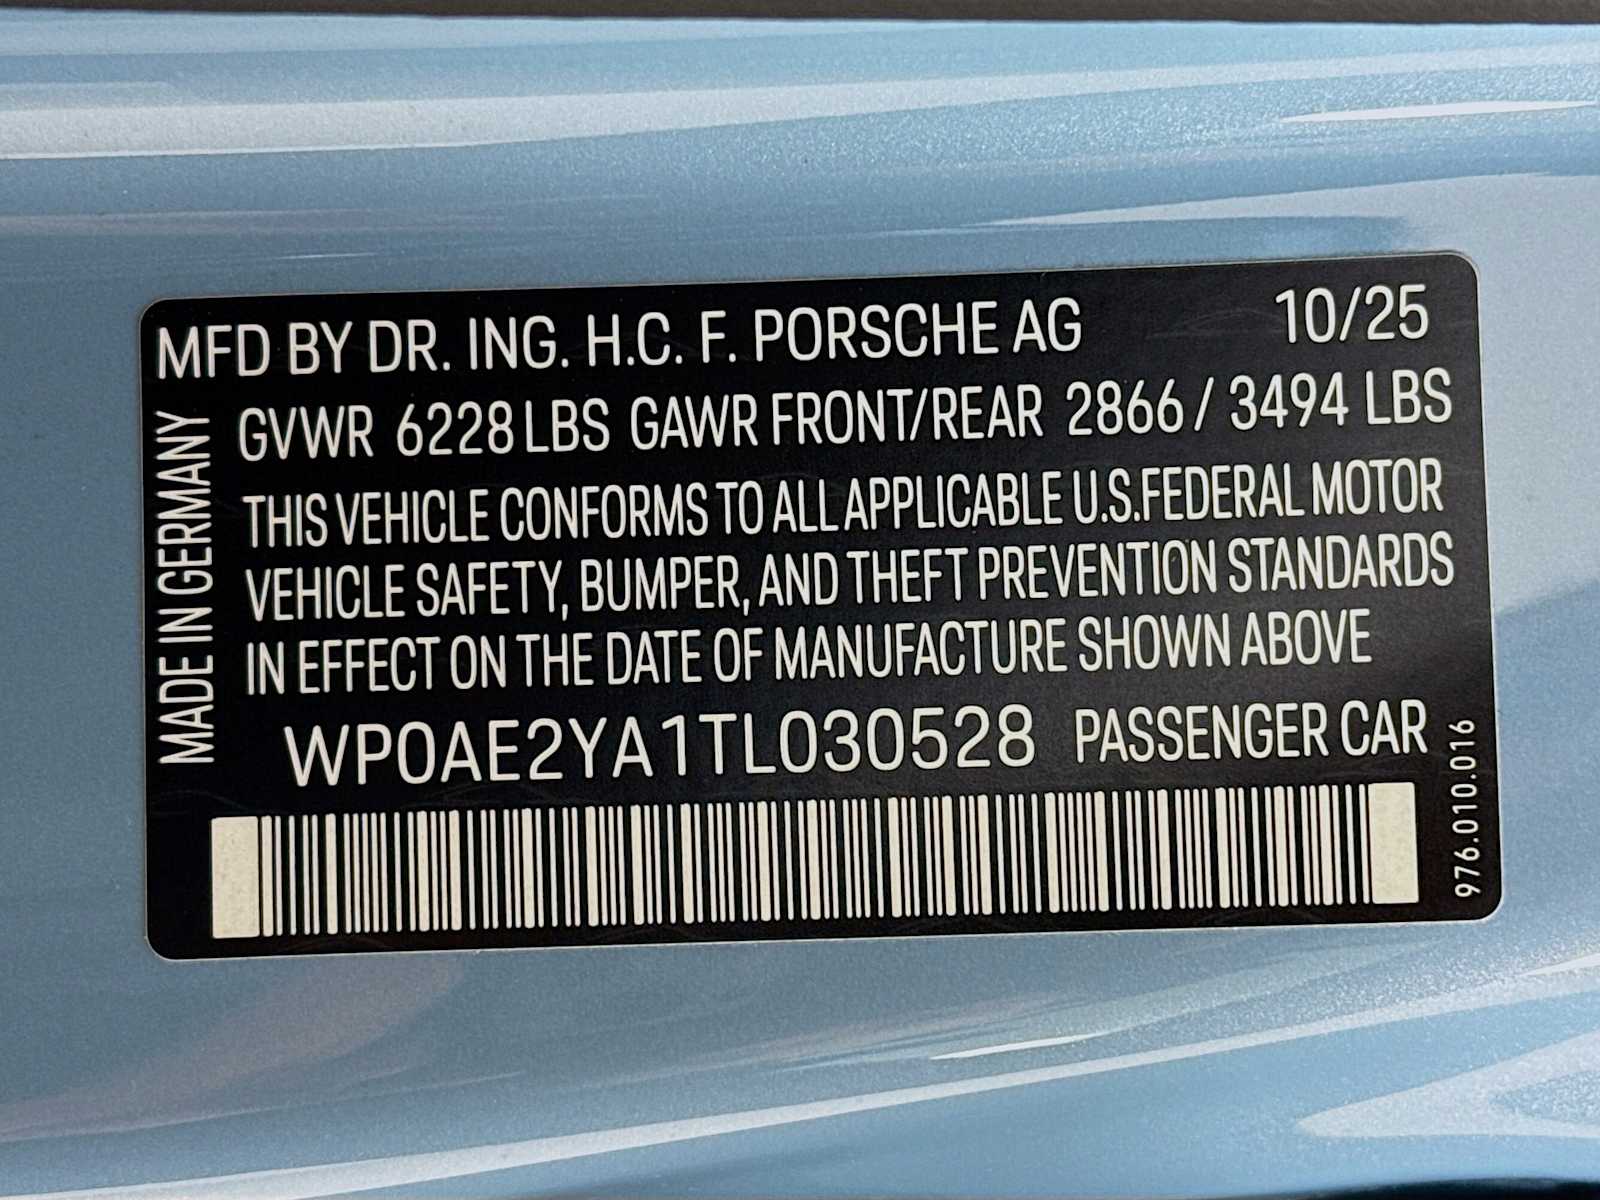 MFD BY DR. ING. H.C. F. PORSCHE AG 10/25
GVWR 6228 LBS GAWR FRONT/REAR 2866 / 3494 LBS
THIS VEHICLE CONFORMS TO ALL APPLICABLE U.S.FEDERAL MOTOR
VEHICLE SAFETY, BUMPER, AND THEFT PREVENTION STANDARDS
IN EFFECT ON THE DATE OF MANUFACTURE SHOWN ABOVE
WP0AE2YA1TL030528 PASSENGER CAR
MADE IN GERMANY
976.010.016